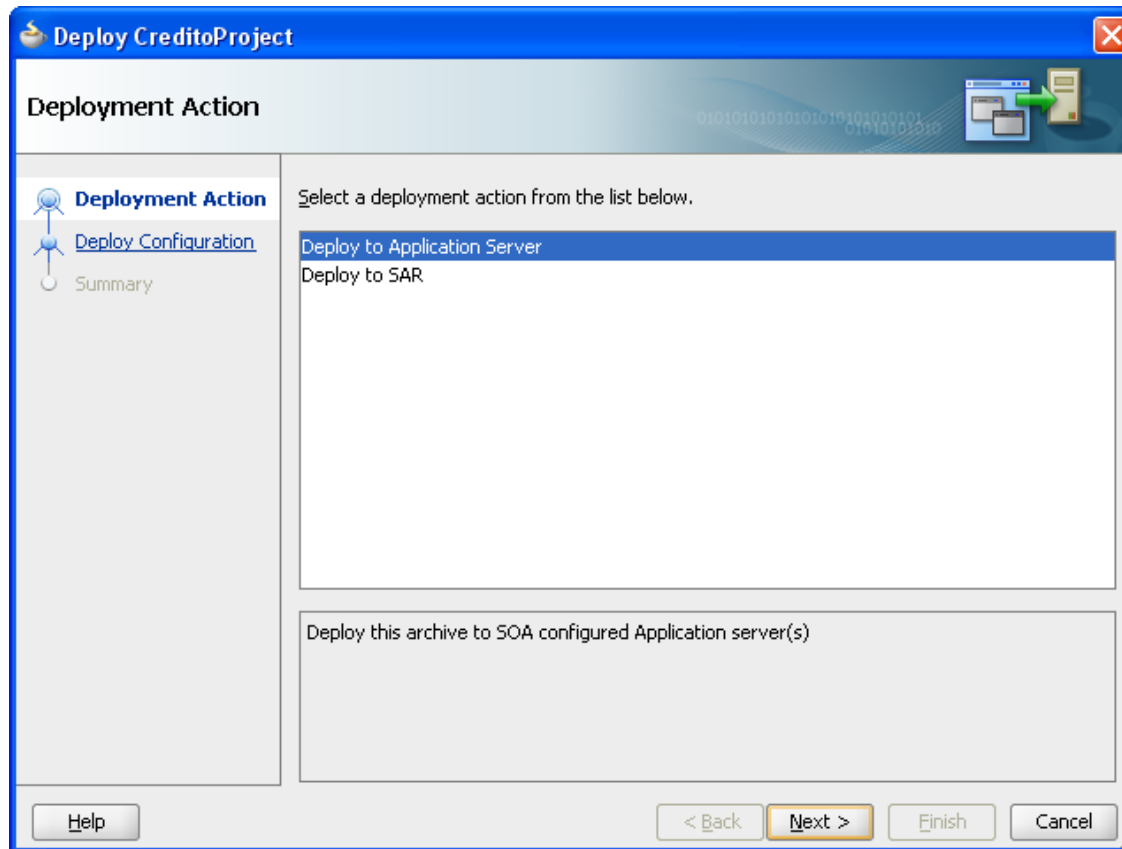 Deploy CreditoProject
Deployment Action
Deployment Action
Deploy Configuration
Summary
Select a deployment action from the list below.
Deploy to Application Server
Deploy to SAR
Deploy this archive to SOA configured Application server(s)
Help
< Back
Next >
Finish
Cancel